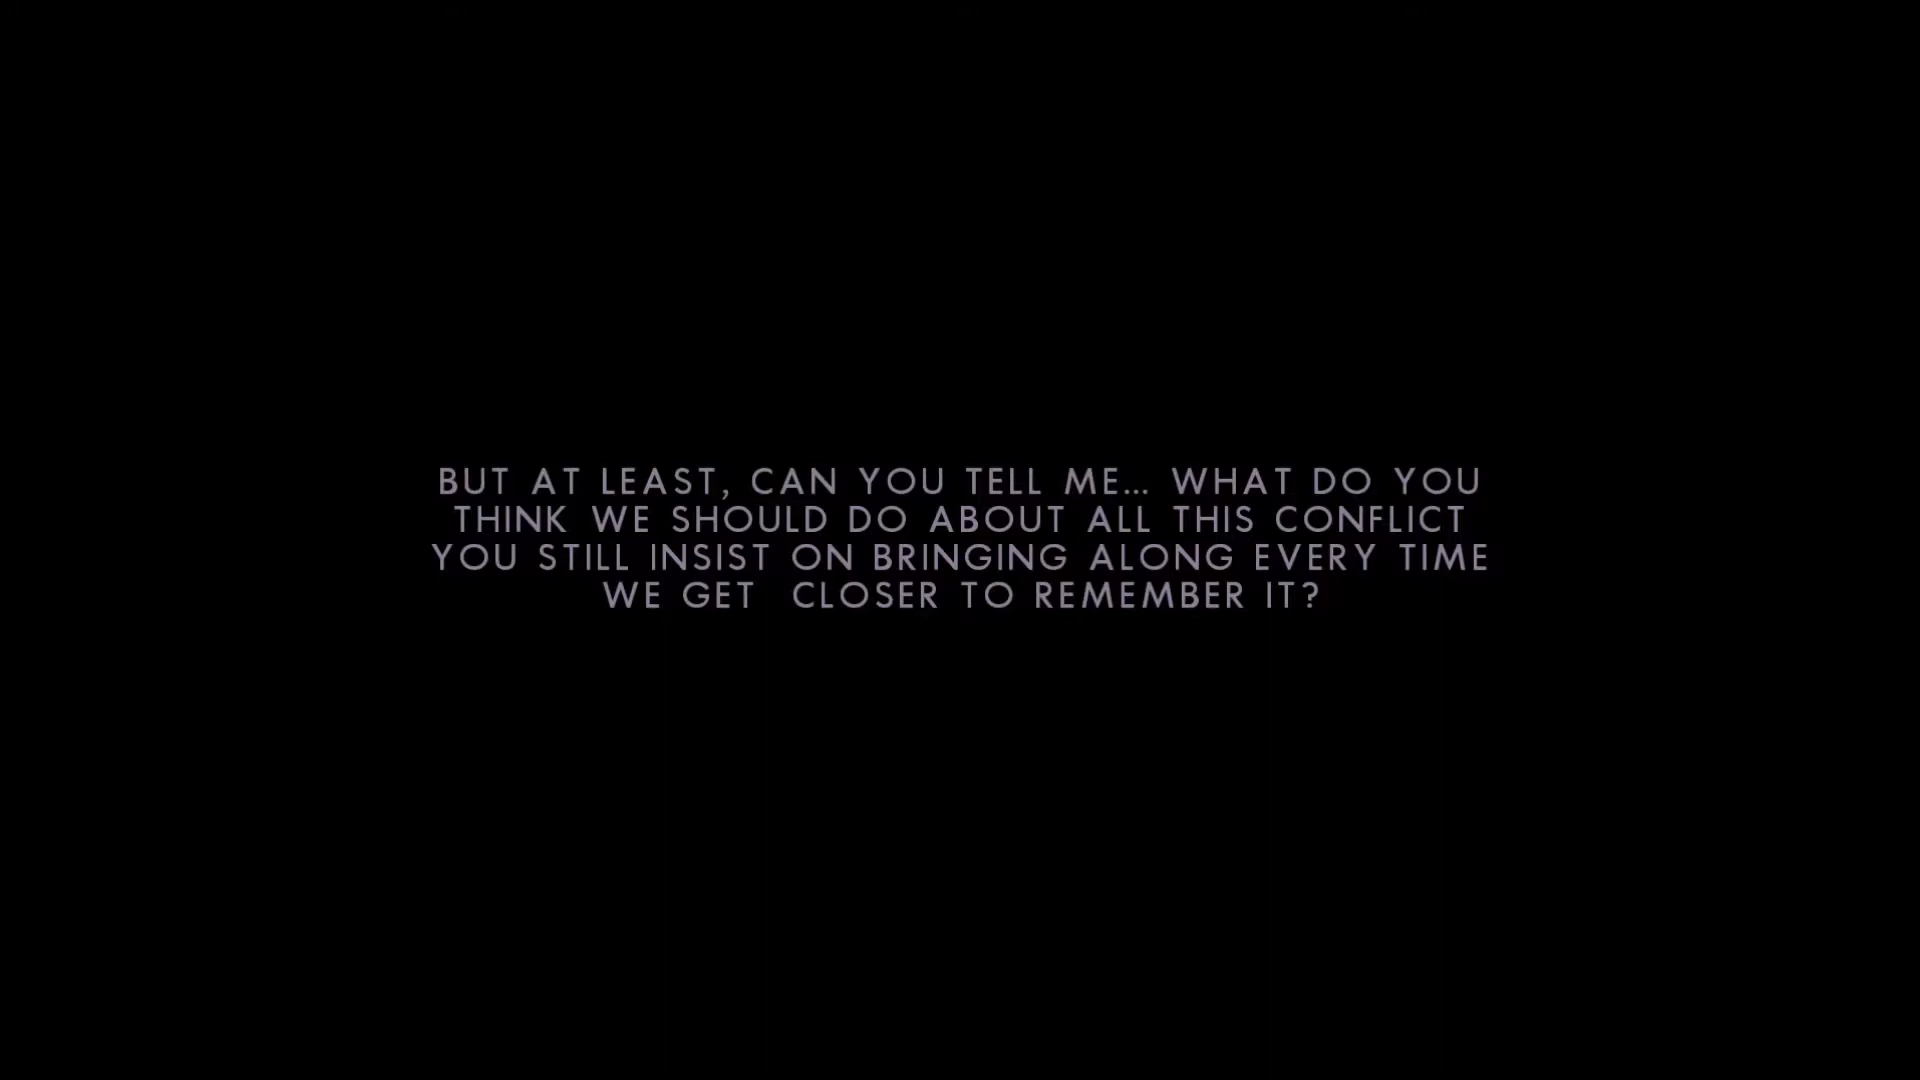 BUT AT LEAST, CAN YOU TELL ME... WHAT DO YOU
THINK WE SHOULD DO ABOUT ALL THIS CONFLICT
YOU STILL INSIST ON BRINGING ALONG EVERY TIME
WE GET  CLOSER TO REMEMBER IT?